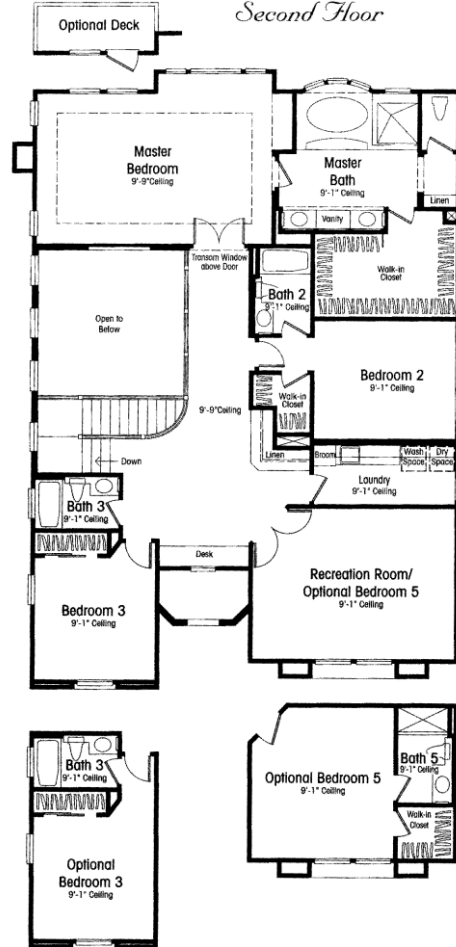 Second Floor
Optional Deck
Master
Bedroom
9'-9"Ceiling
Master
Bath
9'-1" Ceiling
Linen
Vanity
Transom Window
above Door
Walk-in
Closet
Bath 2
9'-1" Ceiling
Open to
Below
Bedroom 2
9'-1" Ceiling
Walk-in
Closet
9'-9"Ceiling
Linen
Broom
Wash
Space
Dry
Space
Laundry
9'-1" Ceiling
Down
Bath 3
9'-1" Ceiling
Desk
Bedroom 3
9'-1" Ceiling
Recreation Room/
Optional Bedroom 5
9'-1" Ceiling
Bath 3
9'-1" Ceiling
Optional
Bedroom 3
9'-1" Ceiling
Optional Bedroom 5
9'-1" Ceiling
Bath 5
9'-1" Ceiling
Walk-in
Closet